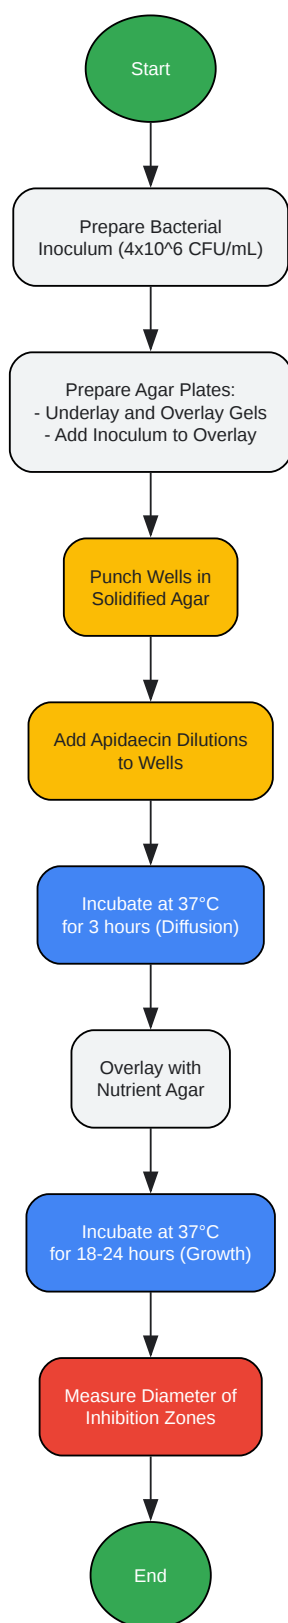 Start
Prepare Bacterial
Inoculum (4x10^6 CFU/mL)
Prepare Agar Plates:
- Underlay and Overlay Gels
- Add Inoculum to Overlay
Punch Wells in
Solidified Agar
Add Apidaecin Dilutions
to Wells
Incubate at 37°C
for 3 hours (Diffusion)
Overlay with
Nutrient Agar
Incubate at 37°C
for 18-24 hours (Growth)
Measure Diameter of
Inhibition Zones
End